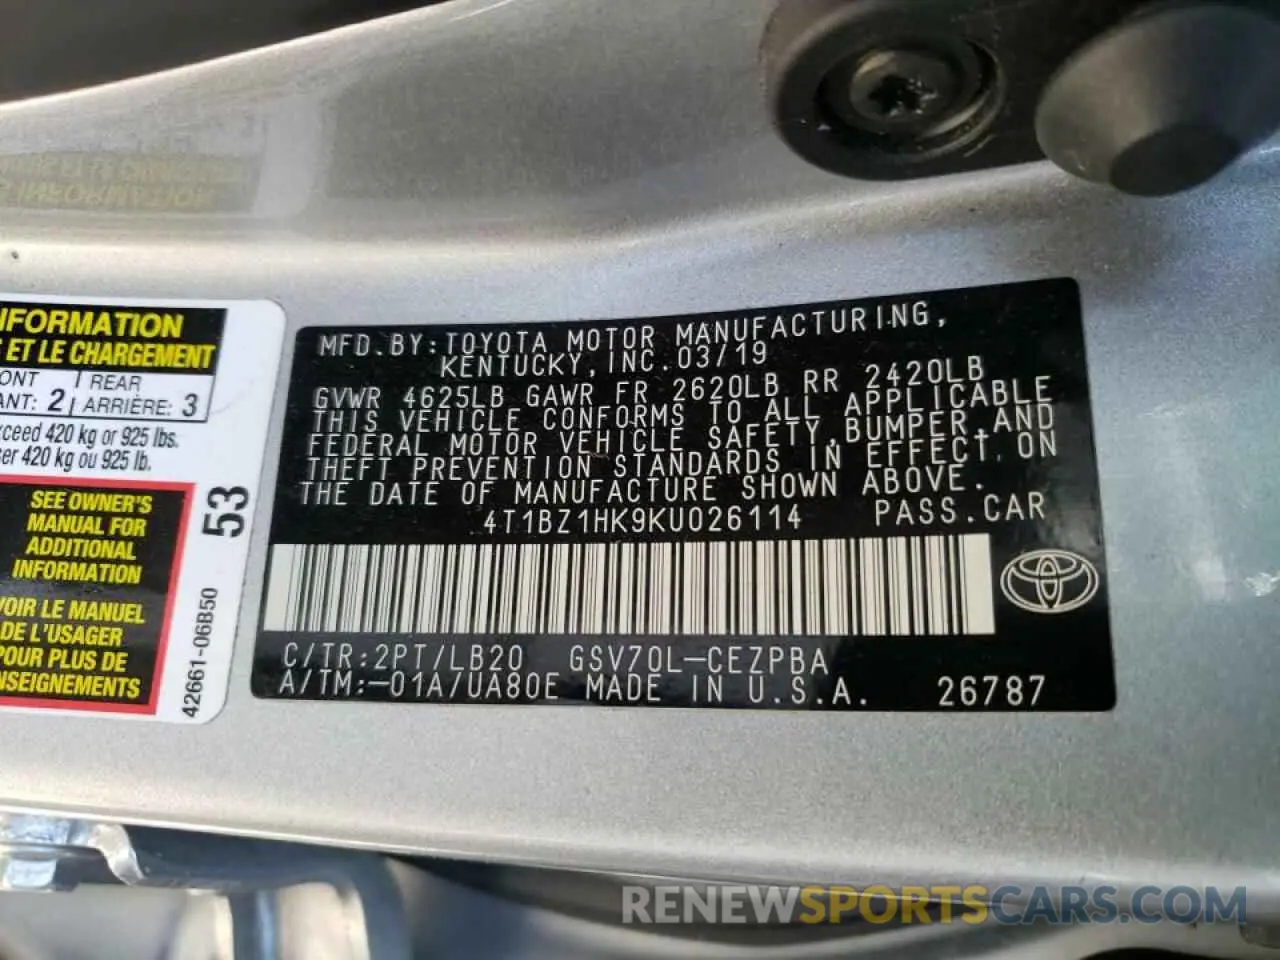 NFORMATION
E ET LE CHARGEMENT
ONT 2 REAR 3
ANT: ARRIÈRE:
xceed 420 kg or 925 lbs.
er 420 kg ou 925 lb.
SEE OWNER'S
MANUAL FOR
ADDITIONAL
INFORMATION
VOIR LE MANUEL
DE L'USAGER
POUR PLUS DE
NSEIGNEMENTS
53
42661-06B50
MFD.BY:TOYOTA MOTOR MANUFACTURING,
KENTUCKY, INC. 03/19
GVWR 4625LB GAWR FR 2620LB RR 2420LB
THIS VEHICLE CONFORMS TO ALL APPLICABLE
FEDERAL MOTOR VEHICLE SAFETY, BUMPER, AND
THEFT PREVENTION STANDARDS IN EFFECT ON
THE DATE OF MANUFACTURE SHOWN ABOVE.
4T1BZ1HK9KU026114 PASS.CAR
C/TR:2PT/LB20 GSV70L-CEZPBA
A/TM:-01A/UA80E MADE IN U.S.A. 26787
RENEWSPORTSCARS.COM